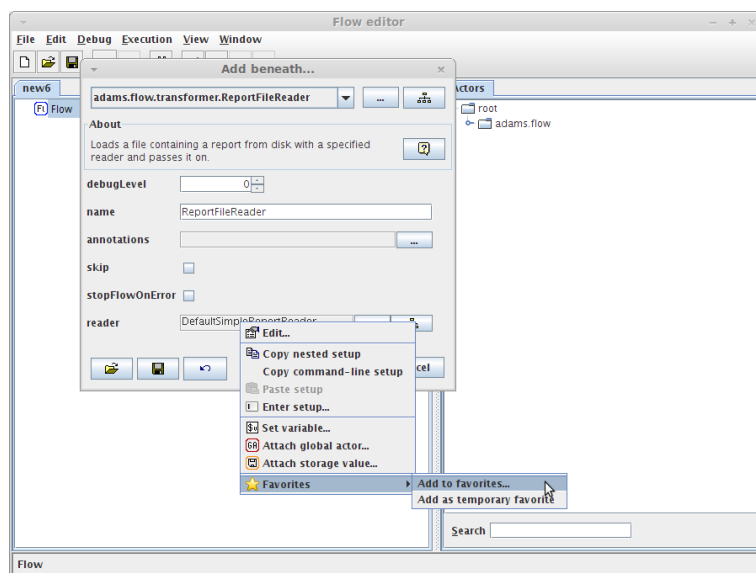 Flow editor
File Edit Debug Execution View Window
Add beneath...
new6
Flow
adams.flow.transformer.ReportFileReader
...
About
Loads a file containing a report from disk with a specified
reader and passes it on.
debugLevel 0
name ReportFileReader
annotations ...
skip
stopFlowOnError
reader DefaultSimpleReportReader
Edit...
Copy nested setup
Copy command-line setup
Paste setup
Enter setup...
Set variable...
GA Attach global actor...
Attach storage value...
Favorites
Add to favorites...
Add as temporary favorite
root
adams.flow
Search
Flow